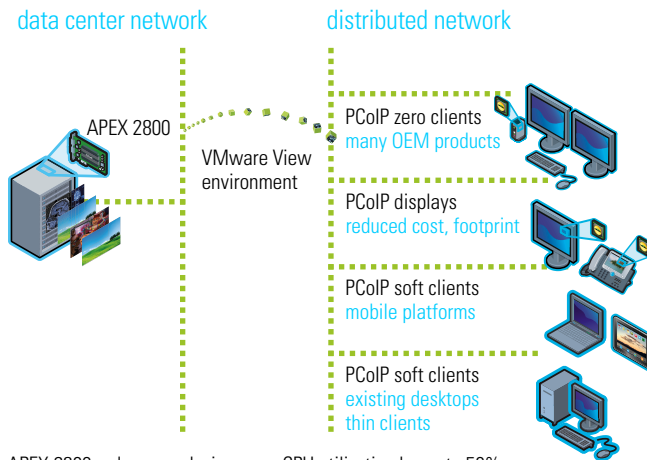 data center network
distributed network
APEX 2800
VMware View
environment
PCoIP zero clients
many OEM products
PCoIP displays
reduced cost, footprint
PCoIP soft clients
mobile platforms
PCoIP soft clients
existing desktops
thin clients